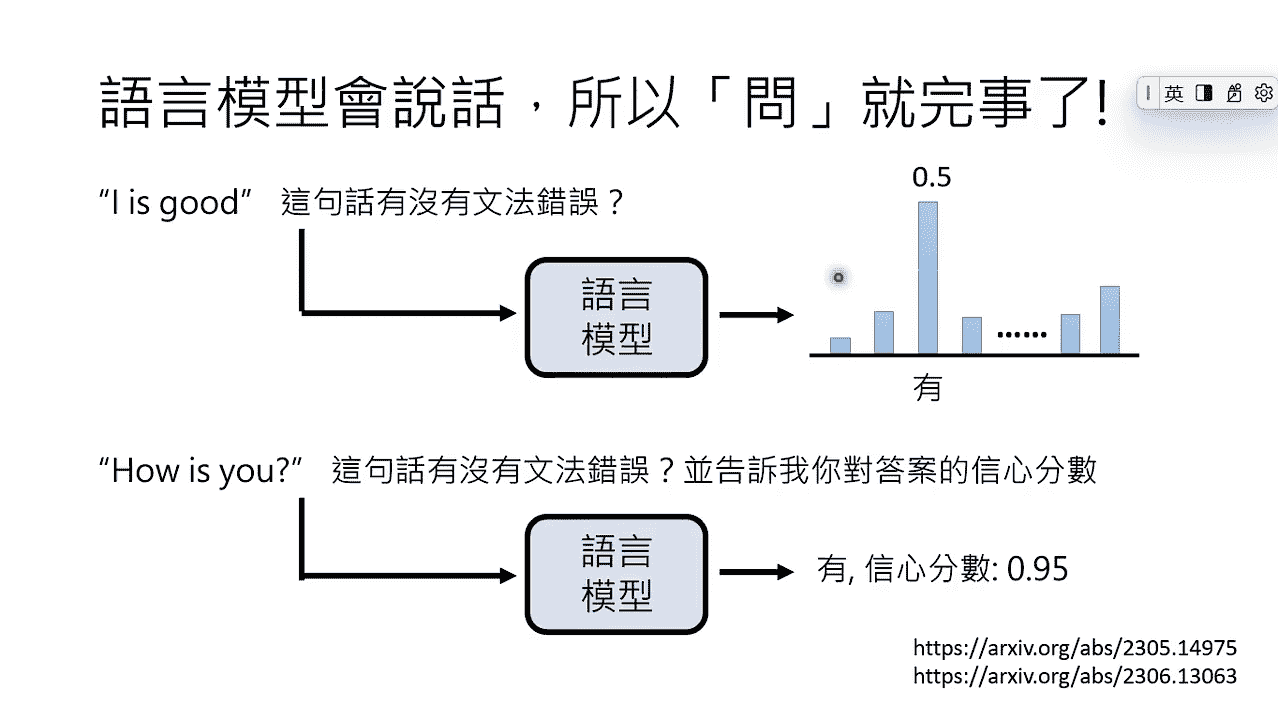 語言模型會說話，所以「問」就完事了!
英
“I is good” 這句話有沒有文法錯誤？
0.5
語言
模型
......
有
“How is you?” 這句話有沒有文法錯誤？並告訴我你對答案的信心分數
語言
模型
有, 信心分數: 0.95
https://arxiv.org/abs/2305.14975
https://arxiv.org/abs/2306.13063